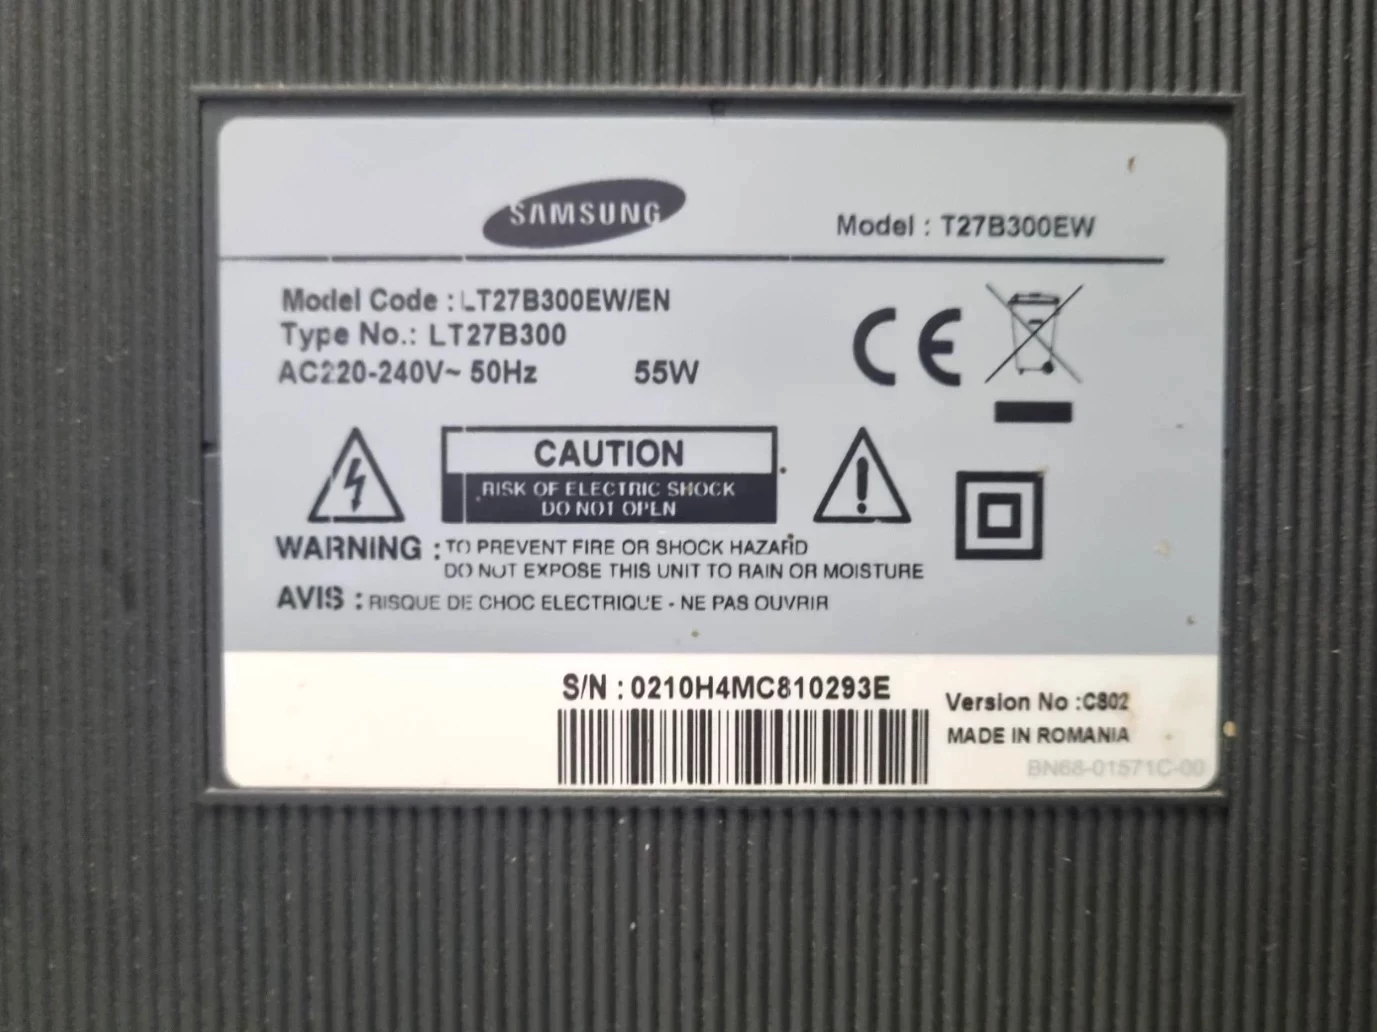 SAMSUNG
Model : T27B300EW
Model Code : LT27B300EW/EN
Type No.: LT27B300
AC220-240V~ 50Hz 55W
CE
CAUTION
RISK OF ELECTRIC SHOCK
DO NOT OPEN
WARNING : TO PREVENT FIRE OR SHOCK HAZARD
DO NOT EXPOSE THIS UNIT TO RAIN OR MOISTURE
AVIS : RISQUE DE CHOC ELECTRIQUE - NE PAS OUVRIR
S/N : 0210H4MC810293E
Version No :C802
MADE IN ROMANIA
BN68-01571C-00